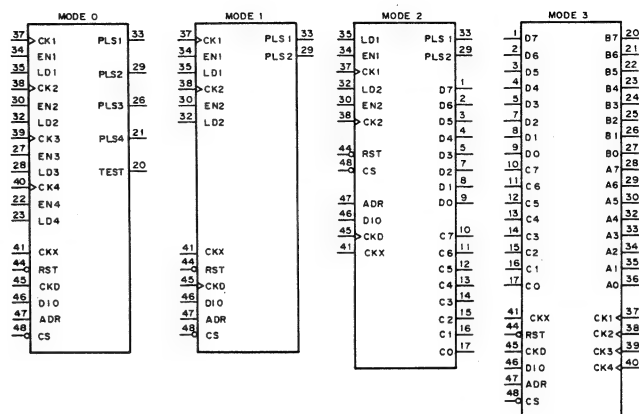 MODE 0
37 CK1 PLS1 33
34 EN1
35 LD1 PLS2 29
38 CK2
30 EN2 PLS3 26
32 LD2
39 CK3 PLS4 21
27 EN3
28 LD3 TEST 20
40 CK4
22 EN4
23 LD4
41 CKX
44 RST
45 CKD
46 DIO
47 ADR
48 CS
MODE 1
37 CK1 PLS1 33
34 EN1 PLS2 29
35 LD1
38 CK2
30 EN2
32 LD2
41 CKX
44 RST
45 CKD
46 DIO
47 ADR
48 CS
MODE 2
35 LD1 PLS1 33
34 EN1 PLS2 29
37 CK1
32 LD2 D7 1
30 EN2 D6 2
38 CK2 D5 3
D4 4
44 RST D3 5
48 CS D2 7
D1 8
47 ADR D0 9
46 DIO
45 CKD C7 10
41 CKX C6 11
C5 12
C4 13
C3 14
C2 15
C1 16
C0 17
MODE 3
1 D7 B7 20
2 D6 B6 21
3 D5 B5 22
4 D4 B4 23
5 D3 B3 24
7 D2 B2 25
8 D1 B1 26
9 D0 B0 27
10 C7 A7 28
11 C6 A6 29
12 C5 A5 30
13 C4 A4 32
14 C3 A3 33
15 C2 A2 34
16 C1 A1 35
17 C0 A0 36
41 CKX CK1 37
44 RST CK2 38
45 CKD CK3 39
46 DIO CK4 40
47 ADR
48 CS